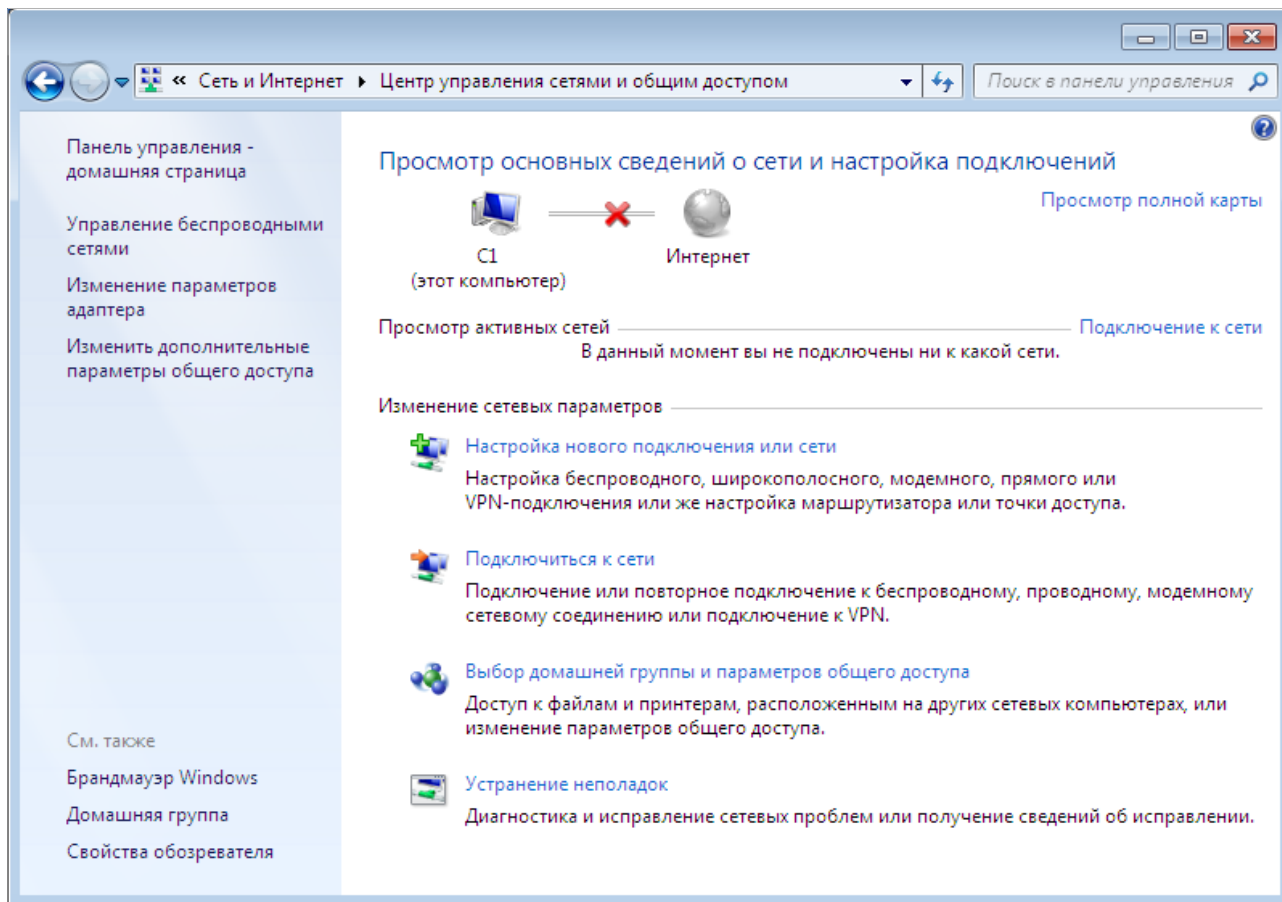 « Сеть и Интернет ▸ Центр управления сетями и общим доступом
Поиск в панели управления
Панель управления -
домашняя страница
Управление беспроводными
сетями
Изменение параметров
адаптера
Изменить дополнительные
параметры общего доступа
См. также
Брандмауэр Windows
Домашняя группа
Свойства обозревателя
Просмотр основных сведений о сети и настройка подключений
Просмотр полной карты
C1
(этот компьютер)
Интернет
Просмотр активных сетей
Подключение к сети
В данный момент вы не подключены ни к какой сети.
Изменение сетевых параметров
Настройка нового подключения или сети
Настройка беспроводного, широкополосного, модемного, прямого или
VPN-подключения или же настройка маршрутизатора или точки доступа.
Подключиться к сети
Подключение или повторное подключение к беспроводному, проводному, модемному
сетевому соединению или подключение к VPN.
Выбор домашней группы и параметров общего доступа
Доступ к файлам и принтерам, расположенным на других сетевых компьютерах, или
изменение параметров общего доступа.
Устранение неполадок
Диагностика и исправление сетевых проблем или получение сведений об исправлении.